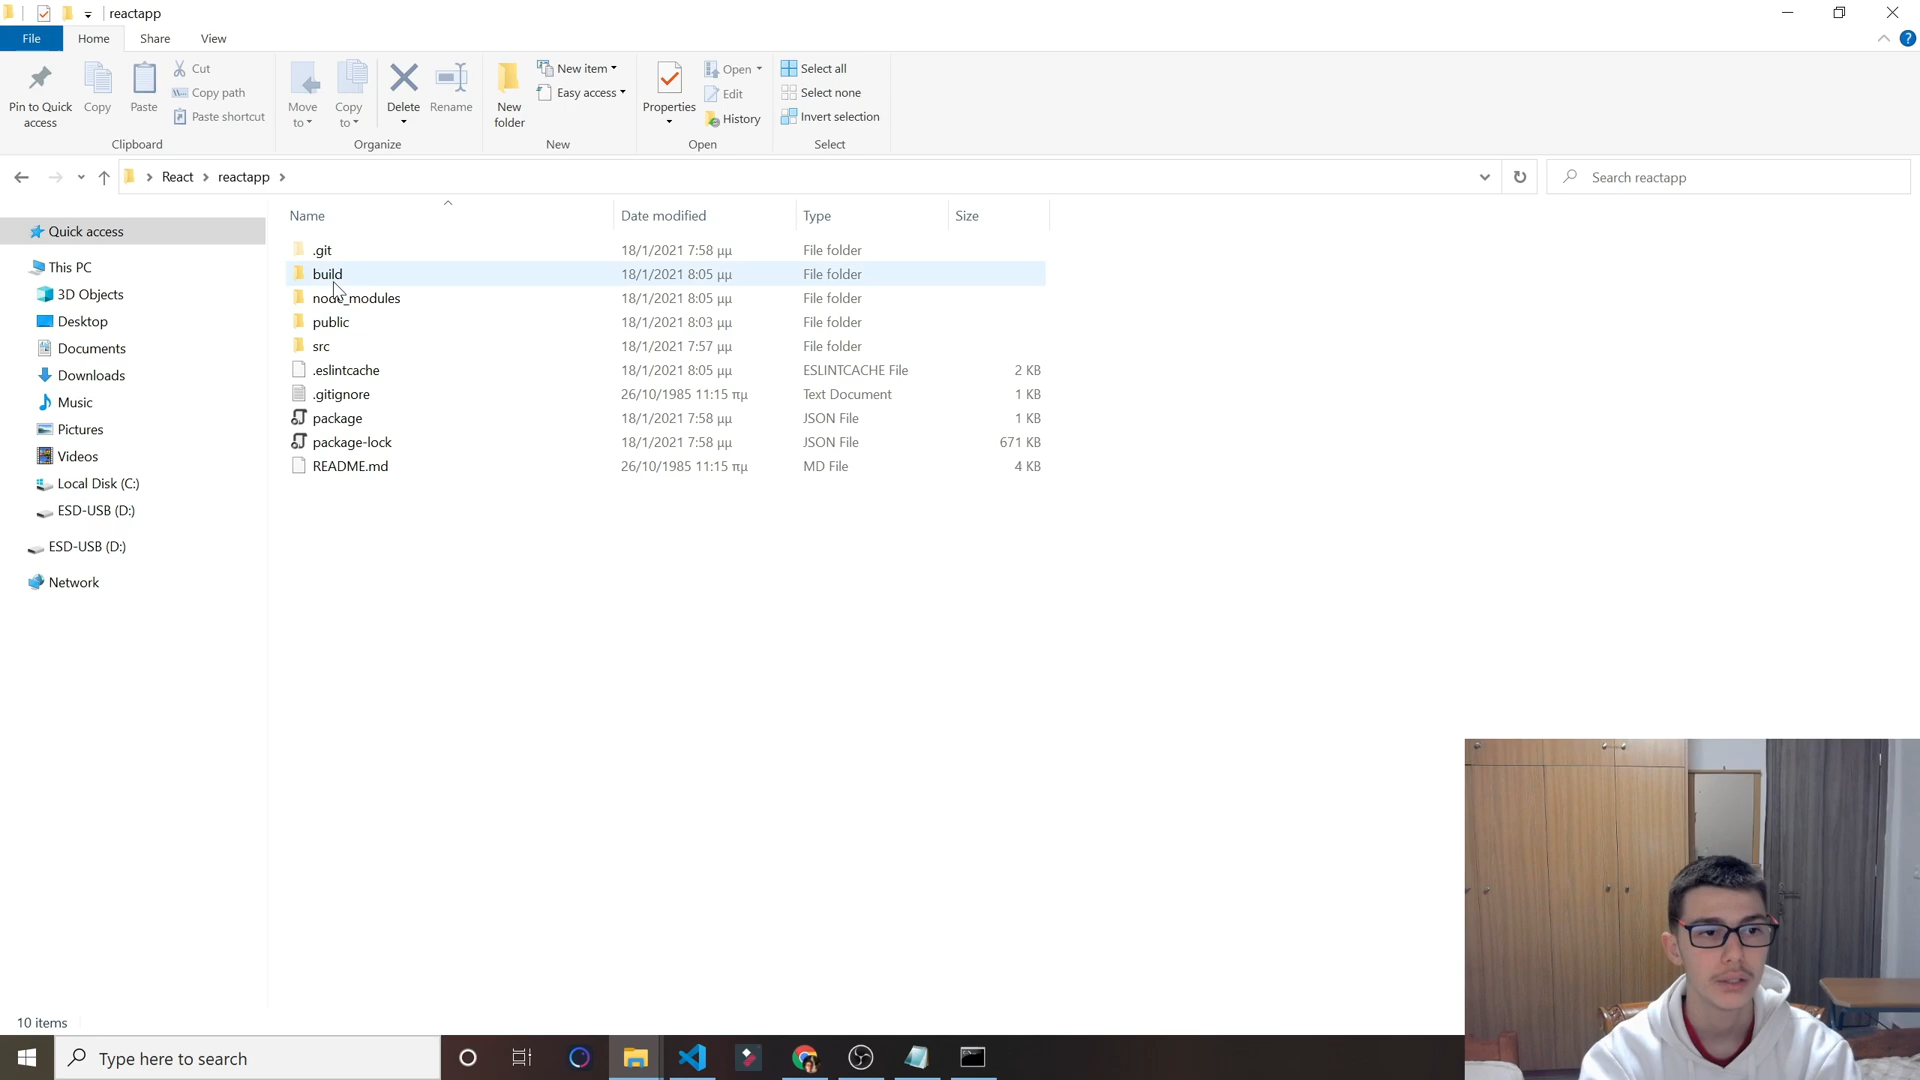 reactapp
File Home Share View
Pin to Quick access
Copy
Paste
Cut
Copy path
Paste shortcut
Clipboard
Move to
Copy to
Delete
Rename
Organize
New folder
New item
Easy access
New
Properties
Open
Edit
History
Open
Select all
Select none
Invert selection
Select
React reactapp
Search reactapp
Quick access
This PC
3D Objects
Desktop
Documents
Downloads
Music
Pictures
Videos
Local Disk (C:)
ESD-USB (D:)
ESD-USB (D:)
Network
Name Date modified Type Size
.git 18/1/2021 7:58 μμ File folder
build 18/1/2021 8:05 μμ File folder
node_modules 18/1/2021 8:05 μμ File folder
public 18/1/2021 8:03 μμ File folder
src 18/1/2021 7:57 μμ File folder
.eslintcache 18/1/2021 8:05 μμ ESLINTCACHE File 2 KB
.gitignore 26/10/1985 11:15 πμ Text Document 1 KB
package 18/1/2021 7:58 μμ JSON File 1 KB
package-lock 18/1/2021 7:58 μμ JSON File 671 KB
README.md 26/10/1985 11:15 πμ MD File 4 KB
10 items
Type here to search